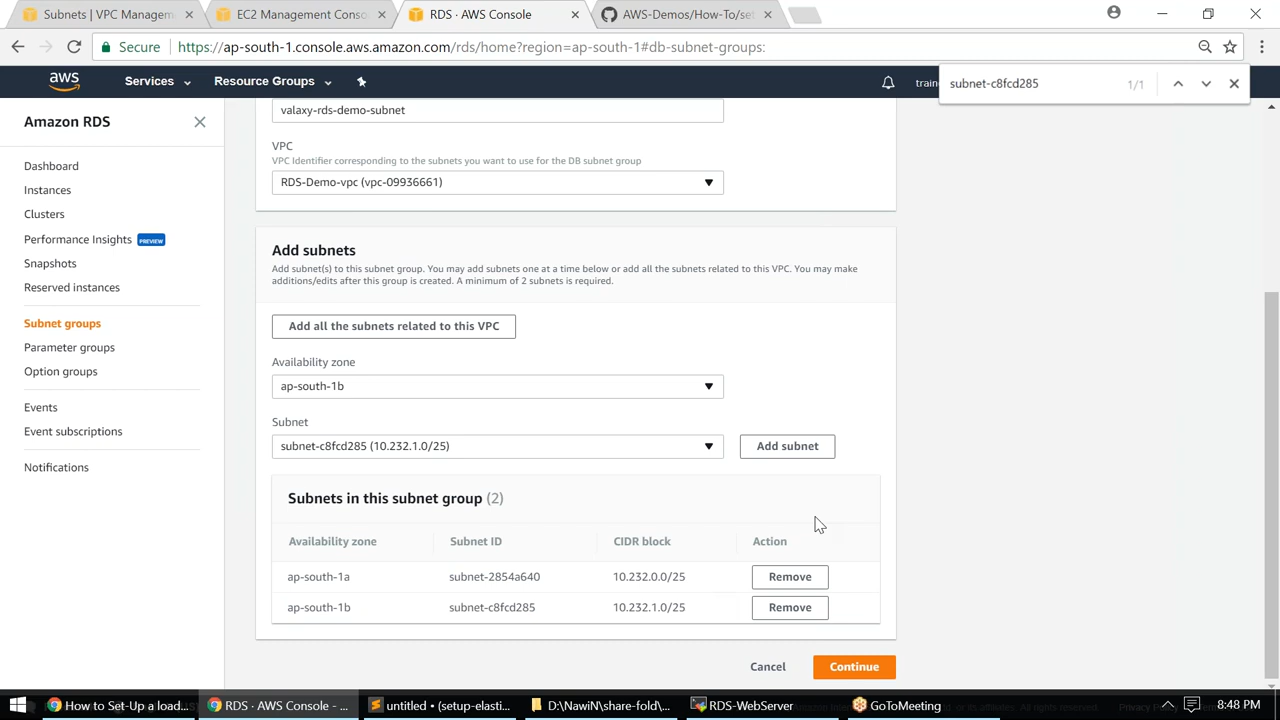 Subnets | VPC Managem
EC2 Management Conso
RDS · AWS Console
AWS-Demos/How-To/set
Secure
https://ap-south-1.console.aws.amazon.com/rds/home?region=ap-south-1#db-subnet-groups:
aws
Services
Resource Groups
train
subnet-c8fcd285
1/1
Amazon RDS
Dashboard
Instances
Clusters
Performance Insights PREVIEW
Snapshots
Reserved instances
Subnet groups
Parameter groups
Option groups
Events
Event subscriptions
Notifications
valaxy-rds-demo-subnet
VPC
VPC Identifier corresponding to the subnets you want to use for the DB subnet group
RDS-Demo-vpc (vpc-09936661)
Add subnets
Add subnet(s) to this subnet group. You may add subnets one at a time below or add all the subnets related to this VPC. You may make
additions/edits after this group is created. A minimum of 2 subnets is required.
Add all the subnets related to this VPC
Availability zone
ap-south-1b
Subnet
subnet-c8fcd285 (10.232.1.0/25)
Add subnet
Subnets in this subnet group (2)
Availability zone Subnet ID CIDR block Action
ap-south-1a subnet-2854a640 10.232.0.0/25 Remove
ap-south-1b subnet-c8fcd285 10.232.1.0/25 Remove
Cancel Continue
How to Set-Up a load...
RDS · AWS Console - ...
untitled • (setup-elasti...
D:\NawiN\share-fold\...
RDS-WebServer
GoToMeeting
8:48 PM